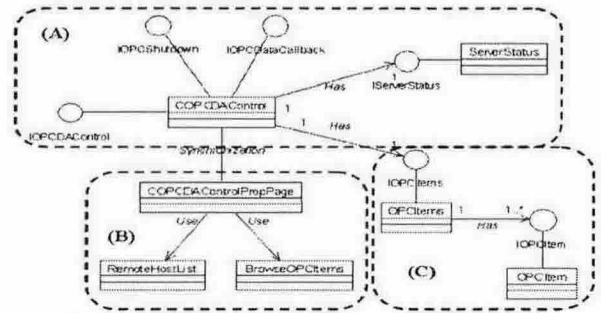 (A)
IOPCShutdown
IOPCDataCallback
ServerStatus
Has
1
IServerStatus
COPCDAControl
1
1
Has
IOPCDAControl
1
Synchronization
IOPCItems
COPCDAControlPropPage
OPCItems
1
1..*
Has
Use
Use
(B)
IOPCItem
RemoteHostList
BrowseOPCItems
(C)
OPCItem